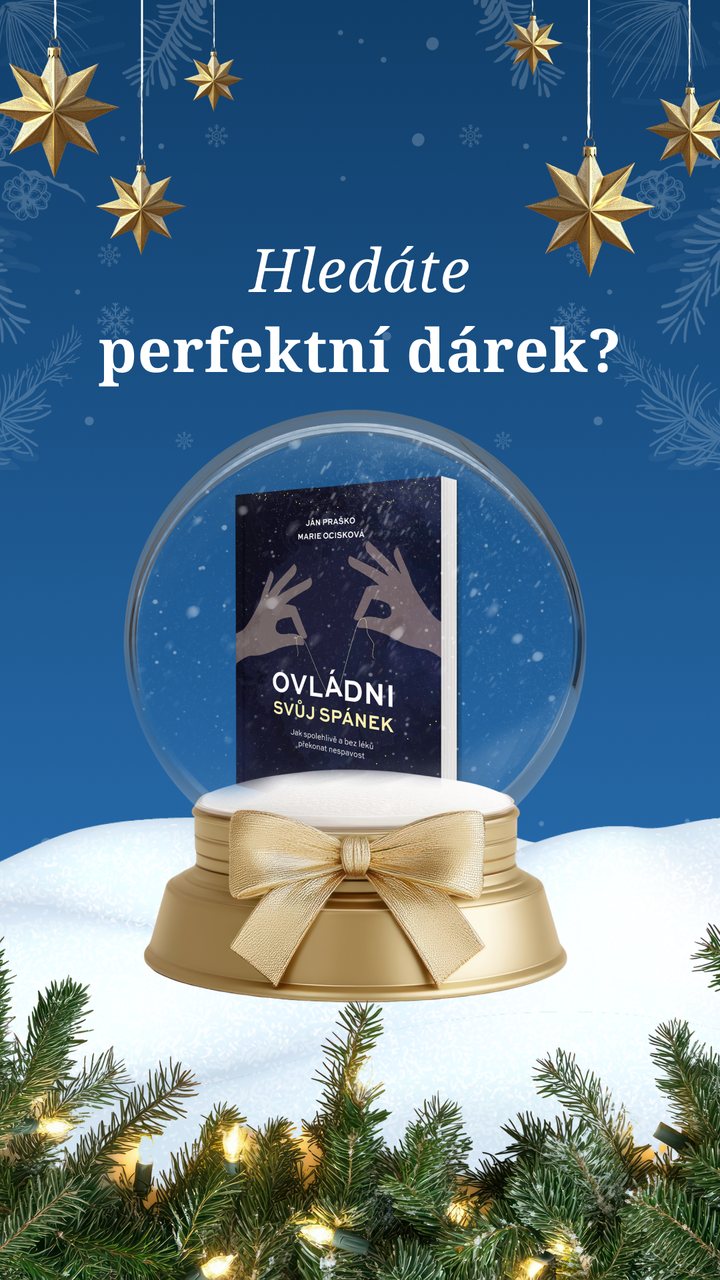 Hledáte
perfektní dárek?
JÁN PRAŠKO
MARIE OCISKOVÁ
OVLÁDNI
SVŮJ SPÁNEK
Jak spolehlivě a bez léků
překonat nespavost